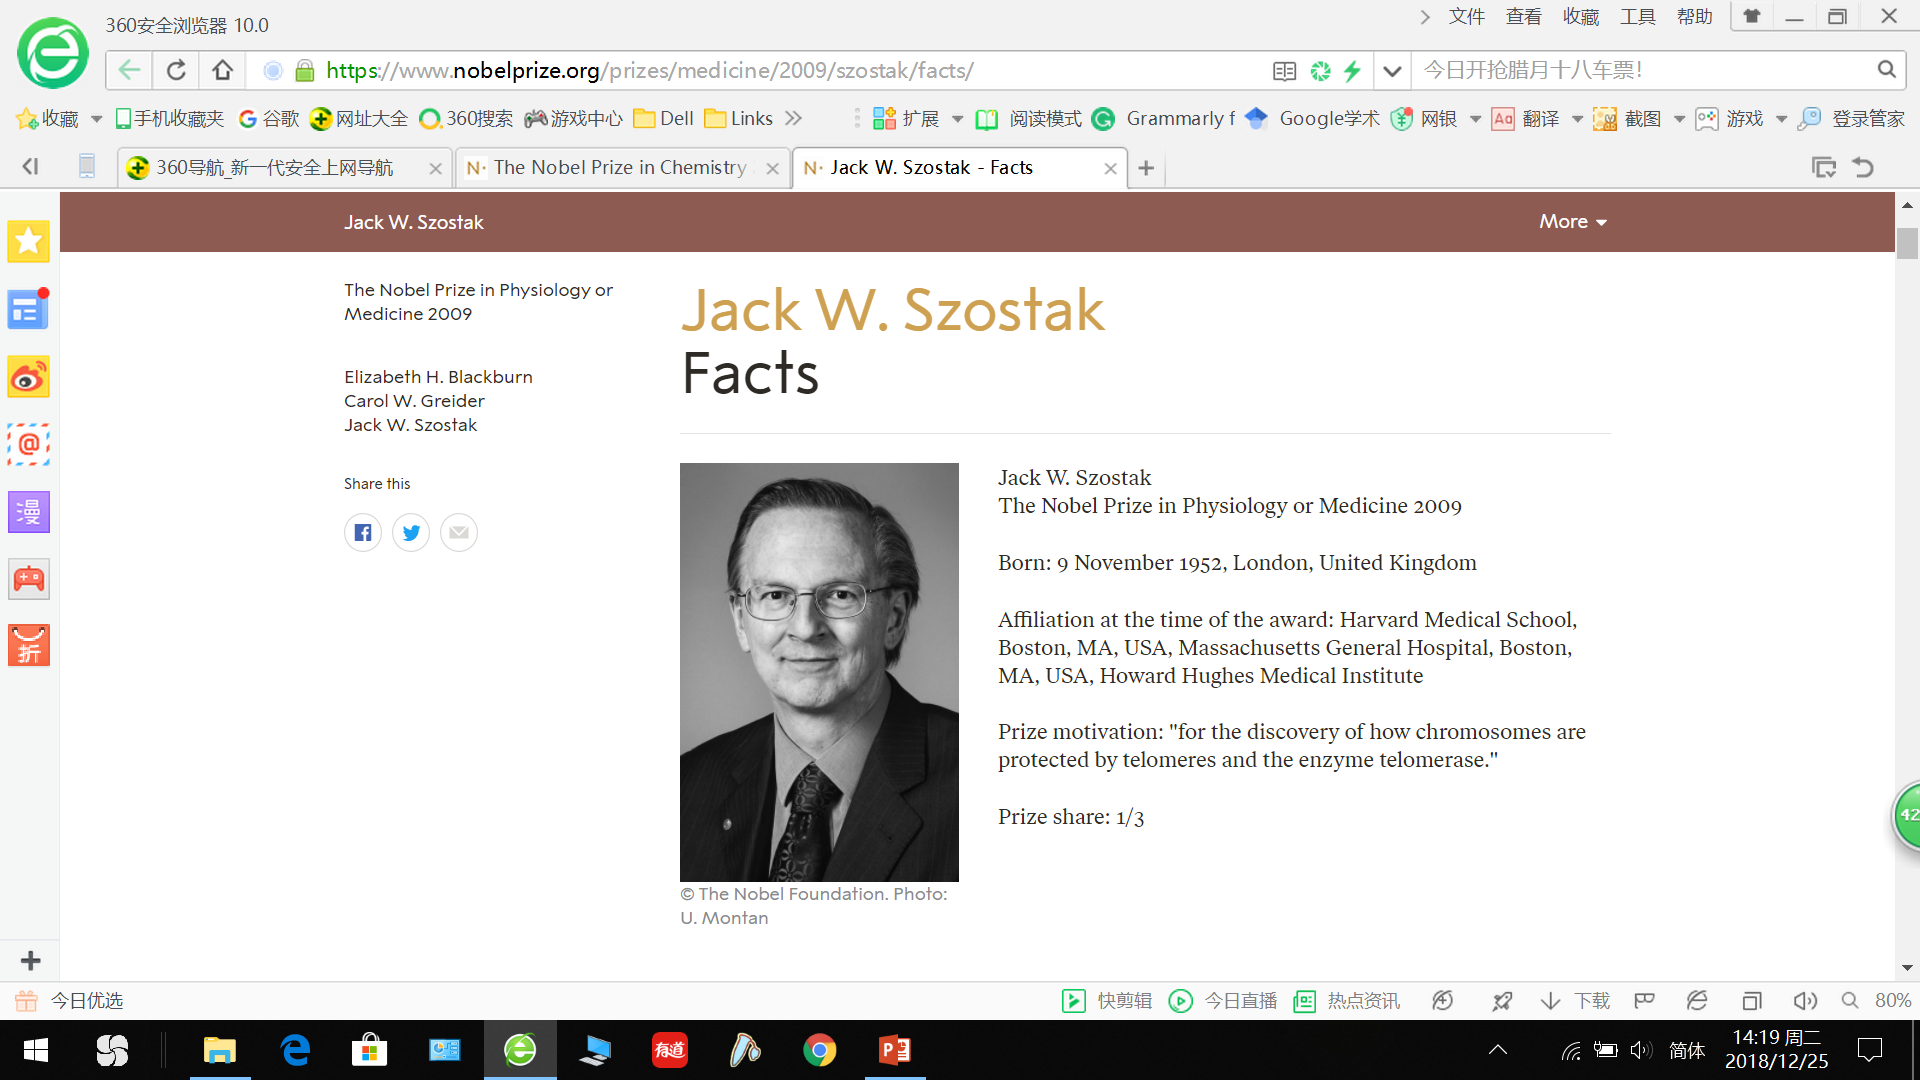 360安全浏览器 10.0
文件 查看 收藏 工具 帮助
https://www.nobelprize.org/prizes/medicine/2009/szostak/facts/
今日开抢腊月十八车票!
收藏 手机收藏夹 谷歌 网址大全 360搜索 游戏中心 Dell Links 扩展 阅读模式 Grammarly f Google学术 网银 Aa 翻译 截图 游戏 登录管家
360导航_新一代安全上网导航
N· The Nobel Prize in Chemistry
N· Jack W. Szostak - Facts
Jack W. Szostak
More
The Nobel Prize in Physiology or
Medicine 2009
Elizabeth H. Blackburn
Carol W. Greider
Jack W. Szostak
Share this
Jack W. Szostak
Facts
Jack W. Szostak
The Nobel Prize in Physiology or Medicine 2009
Born: 9 November 1952, London, United Kingdom
Affiliation at the time of the award: Harvard Medical School,
Boston, MA, USA, Massachusetts General Hospital, Boston,
MA, USA, Howard Hughes Medical Institute
Prize motivation: "for the discovery of how chromosomes are
protected by telomeres and the enzyme telomerase."
Prize share: 1/3
© The Nobel Foundation. Photo:
U. Montan
漫
折
42
今日优选
快剪辑 今日直播 热点资讯 下载 80%
有道
简体
14:19 周二
2018/12/25